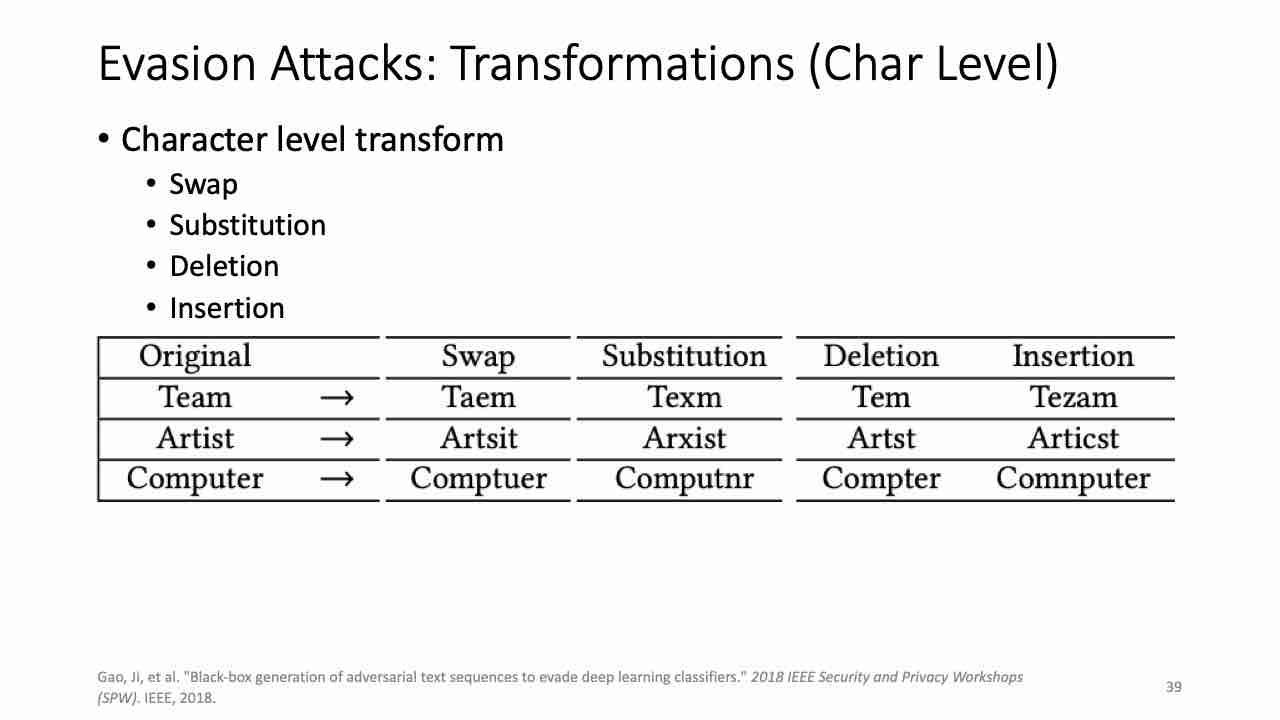 Evasion Attacks: Transformations (Char Level)
• Character level transform
• Swap
• Substitution
• Deletion
• Insertion
Original Swap Substitution Deletion Insertion
Team → Taem Texm Tem Tezam
Artist → Artsit Arxist Artst Articst
Computer → Comptuer Computnr Compter Comnputer
Gao, Ji, et al. "Black-box generation of adversarial text sequences to evade deep learning classifiers." 2018 IEEE Security and Privacy Workshops
(SPW). IEEE, 2018.
39